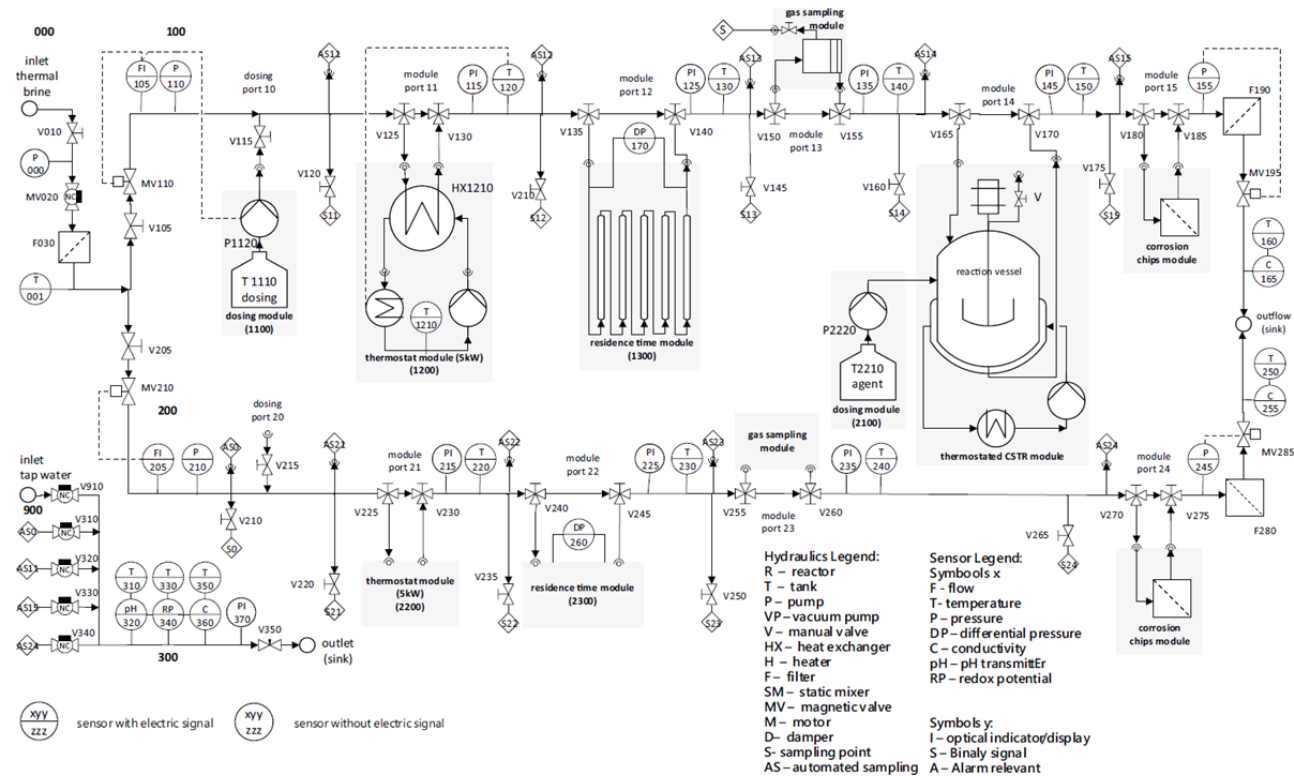 000
100
inlet
thermal
brine
V010
P
000
MV020
NC
F030
T
001
FI
105
P
110
MV110
V105
V205
MV210
dosing
port 10
V115
P1120
T 1110
dosing
dosing module
(1100)
AS11
V120
S11
module
port 11
V125
V130
PI
115
T
120
HX1210
T
1210
thermostat module (5kW)
(1200)
AS12
V210
S12
module
port 12
V135
V140
DP
170
residence time module
(1300)
PI
125
T
130
AS13
V145
S13
gas sampling
module
S
V150
V155
module
port 13
PI
135
T
140
AS14
V160
S14
module
port 14
V165
V170
V
reaction vessel
P2220
T2210
agent
dosing module
(2100)
thermostated CSTR module
PI
145
T
150
AS15
V175
S15
module
port 15
V180
V185
corrosion
chips module
P
155
F190
MV195
T
160
C
165
outflow
(sink)
T
250
C
255
MV285
F280
200
FI
205
P
210
AS0
V210
S0
dosing
port 20
V215
AS21
V220
S21
module
port 21
V225
V230
thermostat module
(5kW)
(2200)
PI
215
T
220
AS22
V235
S22
module
port 22
V240
V245
DP
260
residence time module
(2300)
PI
225
T
230
AS23
V250
S23
gas sampling
module
V255
V260
module
port 23
PI
235
T
240
AS24
V265
S24
module
port 24
V270
V275
P
245
corrosion
chips module
inlet
tap water
V910
NC
900
AS0
V310
NC
AS11
V320
NC
AS15
V330
NC
AS24
V340
NC
T
310
T
330
T
350
pH
320
RP
340
C
360
PI
370
V350
outlet
(sink)
300
xyy
zzz
sensor with electric signal
xyy
zzz
sensor without electric signal
Hydraulics Legend:
R – reactor
T – tank
P – pump
VP – vacuum pump
V – manual valve
HX – heat exchanger
H – heater
F – filter
SM – static mixer
MV – magnetic valve
M – motor
D – damper
S- sampling point
AS – automated sampling
Sensor Legend:
Symbools x
F - flow
T- temperature
P – pressure
DP – differential pressure
C – conductivity
pH – pH transmittEr
RP – redox potential
Symbols y:
I – optical indicator/display
S – Binaly signal
A – Alarm relevant